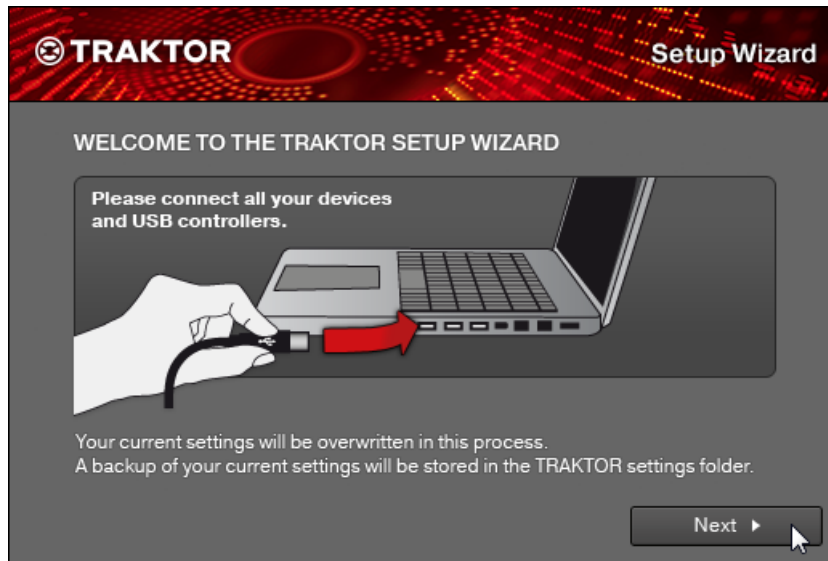 TRAKTOR
Setup Wizard
WELCOME TO THE TRAKTOR SETUP WIZARD
Please connect all your devices
and USB controllers.
Your current settings will be overwritten in this process.
A backup of your current settings will be stored in the TRAKTOR settings folder.
Next